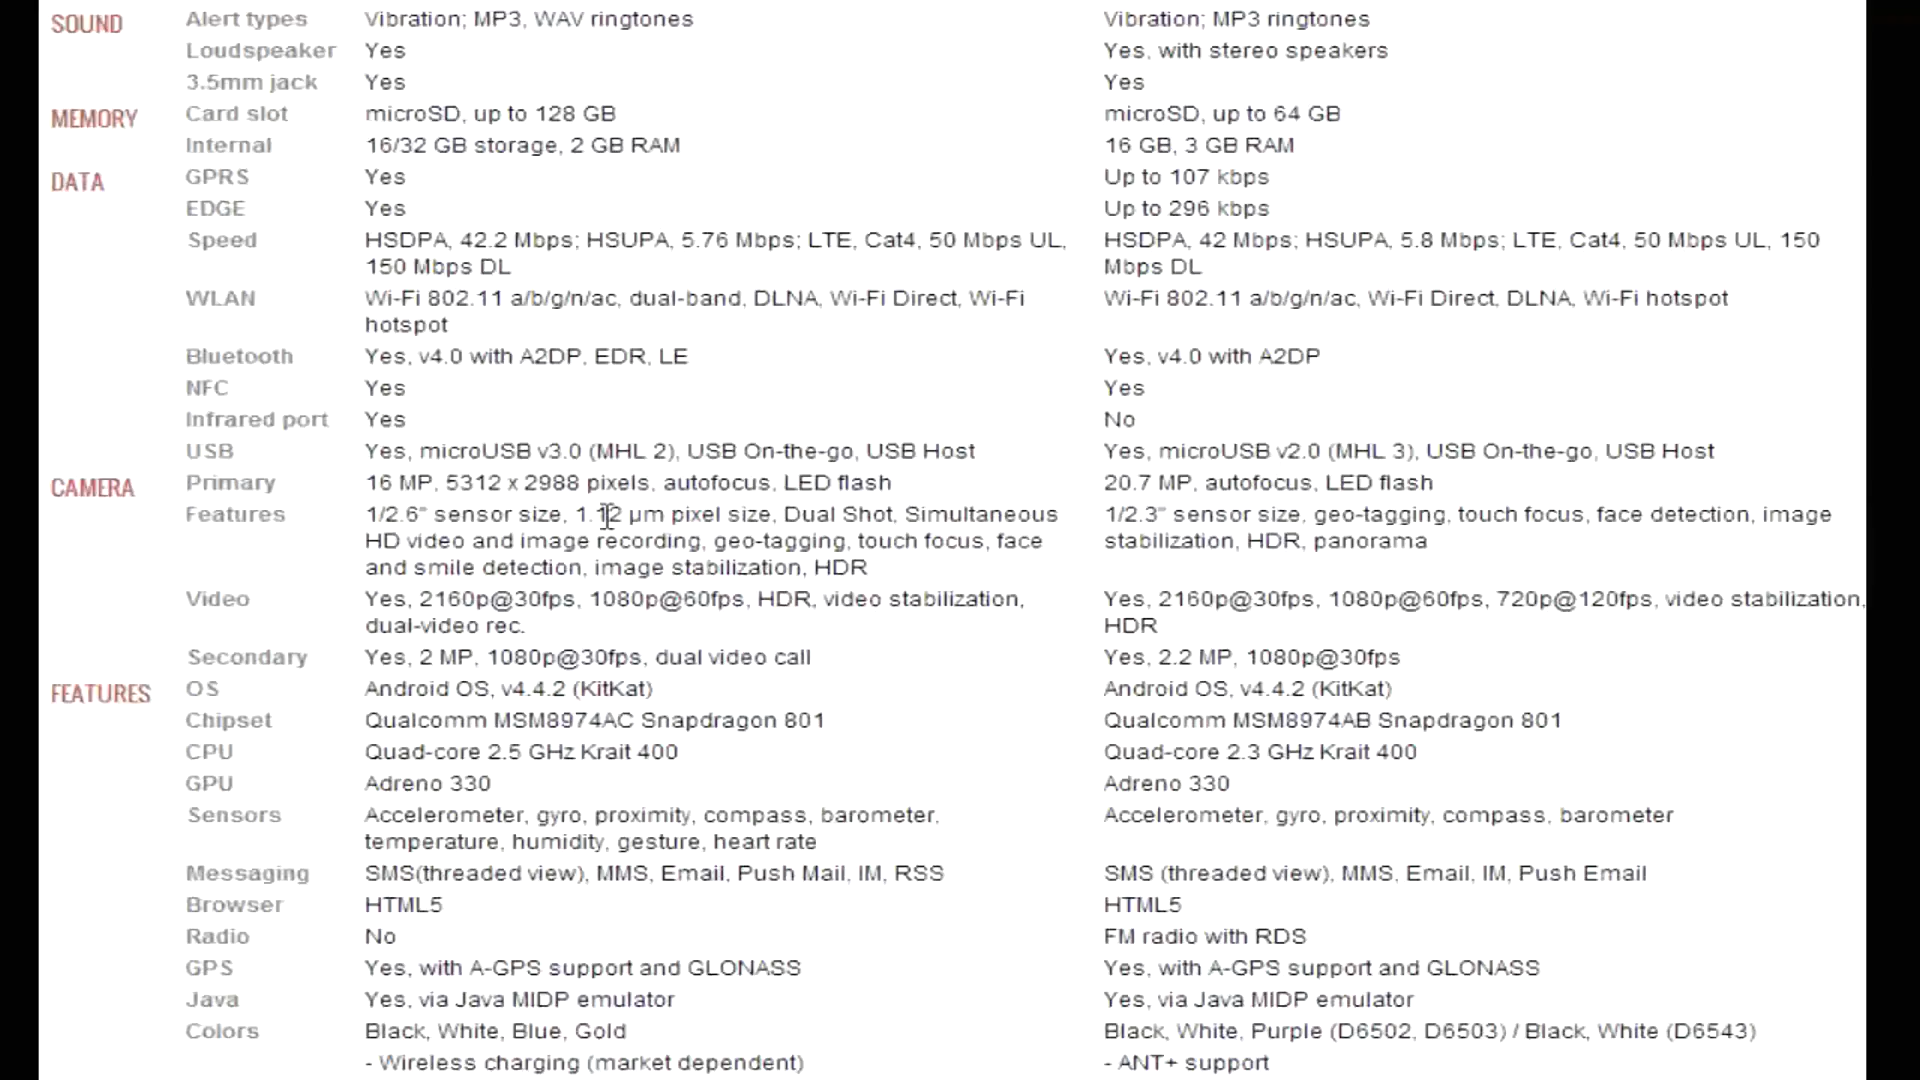 SOUND Alert types Vibration; MP3, WAV ringtones Vibration; MP3 ringtones
Loudspeaker Yes Yes, with stereo speakers
3.5mm jack Yes Yes
MEMORY Card slot microSD, up to 128 GB microSD, up to 64 GB
Internal 16/32 GB storage, 2 GB RAM 16 GB, 3 GB RAM
DATA GPRS Yes Up to 107 kbps
EDGE Yes Up to 296 kbps
Speed HSDPA, 42.2 Mbps; HSUPA, 5.76 Mbps; LTE, Cat4, 50 Mbps UL, HSDPA, 42 Mbps; HSUPA, 5.8 Mbps; LTE, Cat4, 50 Mbps UL, 150
150 Mbps DL Mbps DL
WLAN Wi-Fi 802.11 a/b/g/n/ac, dual-band, DLNA, Wi-Fi Direct, Wi-Fi Wi-Fi 802.11 a/b/g/n/ac, Wi-Fi Direct, DLNA, Wi-Fi hotspot
hotspot
Bluetooth Yes, v4.0 with A2DP, EDR, LE Yes, v4.0 with A2DP
NFC Yes Yes
Infrared port Yes No
USB Yes, microUSB v3.0 (MHL 2), USB On-the-go, USB Host Yes, microUSB v2.0 (MHL 3), USB On-the-go, USB Host
CAMERA Primary 16 MP, 5312 x 2988 pixels, autofocus, LED flash 20.7 MP, autofocus, LED flash
Features 1/2.6" sensor size, 1.12 µm pixel size, Dual Shot, Simultaneous 1/2.3" sensor size, geo-tagging, touch focus, face detection, image
HD video and image recording, geo-tagging, touch focus, face stabilization, HDR, panorama
and smile detection, image stabilization, HDR
Video Yes, 2160p@30fps, 1080p@60fps, HDR, video stabilization, Yes, 2160p@30fps, 1080p@60fps, 720p@120fps, video stabilization,
dual-video rec. HDR
Secondary Yes, 2 MP, 1080p@30fps, dual video call Yes, 2.2 MP, 1080p@30fps
FEATURES OS Android OS, v4.4.2 (KitKat) Android OS, v4.4.2 (KitKat)
Chipset Qualcomm MSM8974AC Snapdragon 801 Qualcomm MSM8974AB Snapdragon 801
CPU Quad-core 2.5 GHz Krait 400 Quad-core 2.3 GHz Krait 400
GPU Adreno 330 Adreno 330
Sensors Accelerometer, gyro, proximity, compass, barometer, Accelerometer, gyro, proximity, compass, barometer
temperature, humidity, gesture, heart rate
Messaging SMS(threaded view), MMS, Email, Push Mail, IM, RSS SMS (threaded view), MMS, Email, IM, Push Email
Browser HTML5 HTML5
Radio No FM radio with RDS
GPS Yes, with A-GPS support and GLONASS Yes, with A-GPS support and GLONASS
Java Yes, via Java MIDP emulator Yes, via Java MIDP emulator
Colors Black, White, Blue, Gold Black, White, Purple (D6502, D6503) / Black, White (D6543)
- Wireless charging (market dependent) - ANT+ support